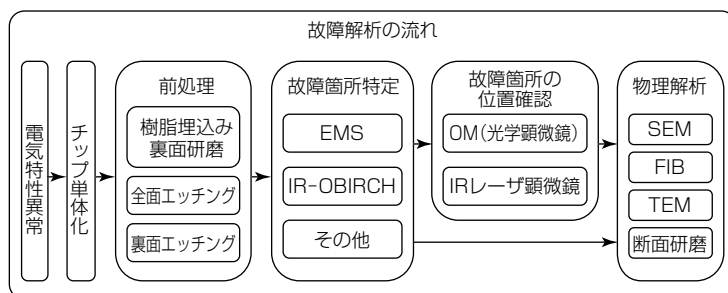 故障解析の流れ
電気特性異常
チップ単体化
前処理
樹脂埋込み
裏面研磨
全面エッチング
裏面エッチング
故障箇所特定
EMS
IR-OBIRCH
その他
故障箇所の
位置確認
OM(光学顕微鏡)
IRレーザ顕微鏡
物理解析
SEM
FIB
TEM
断面研磨